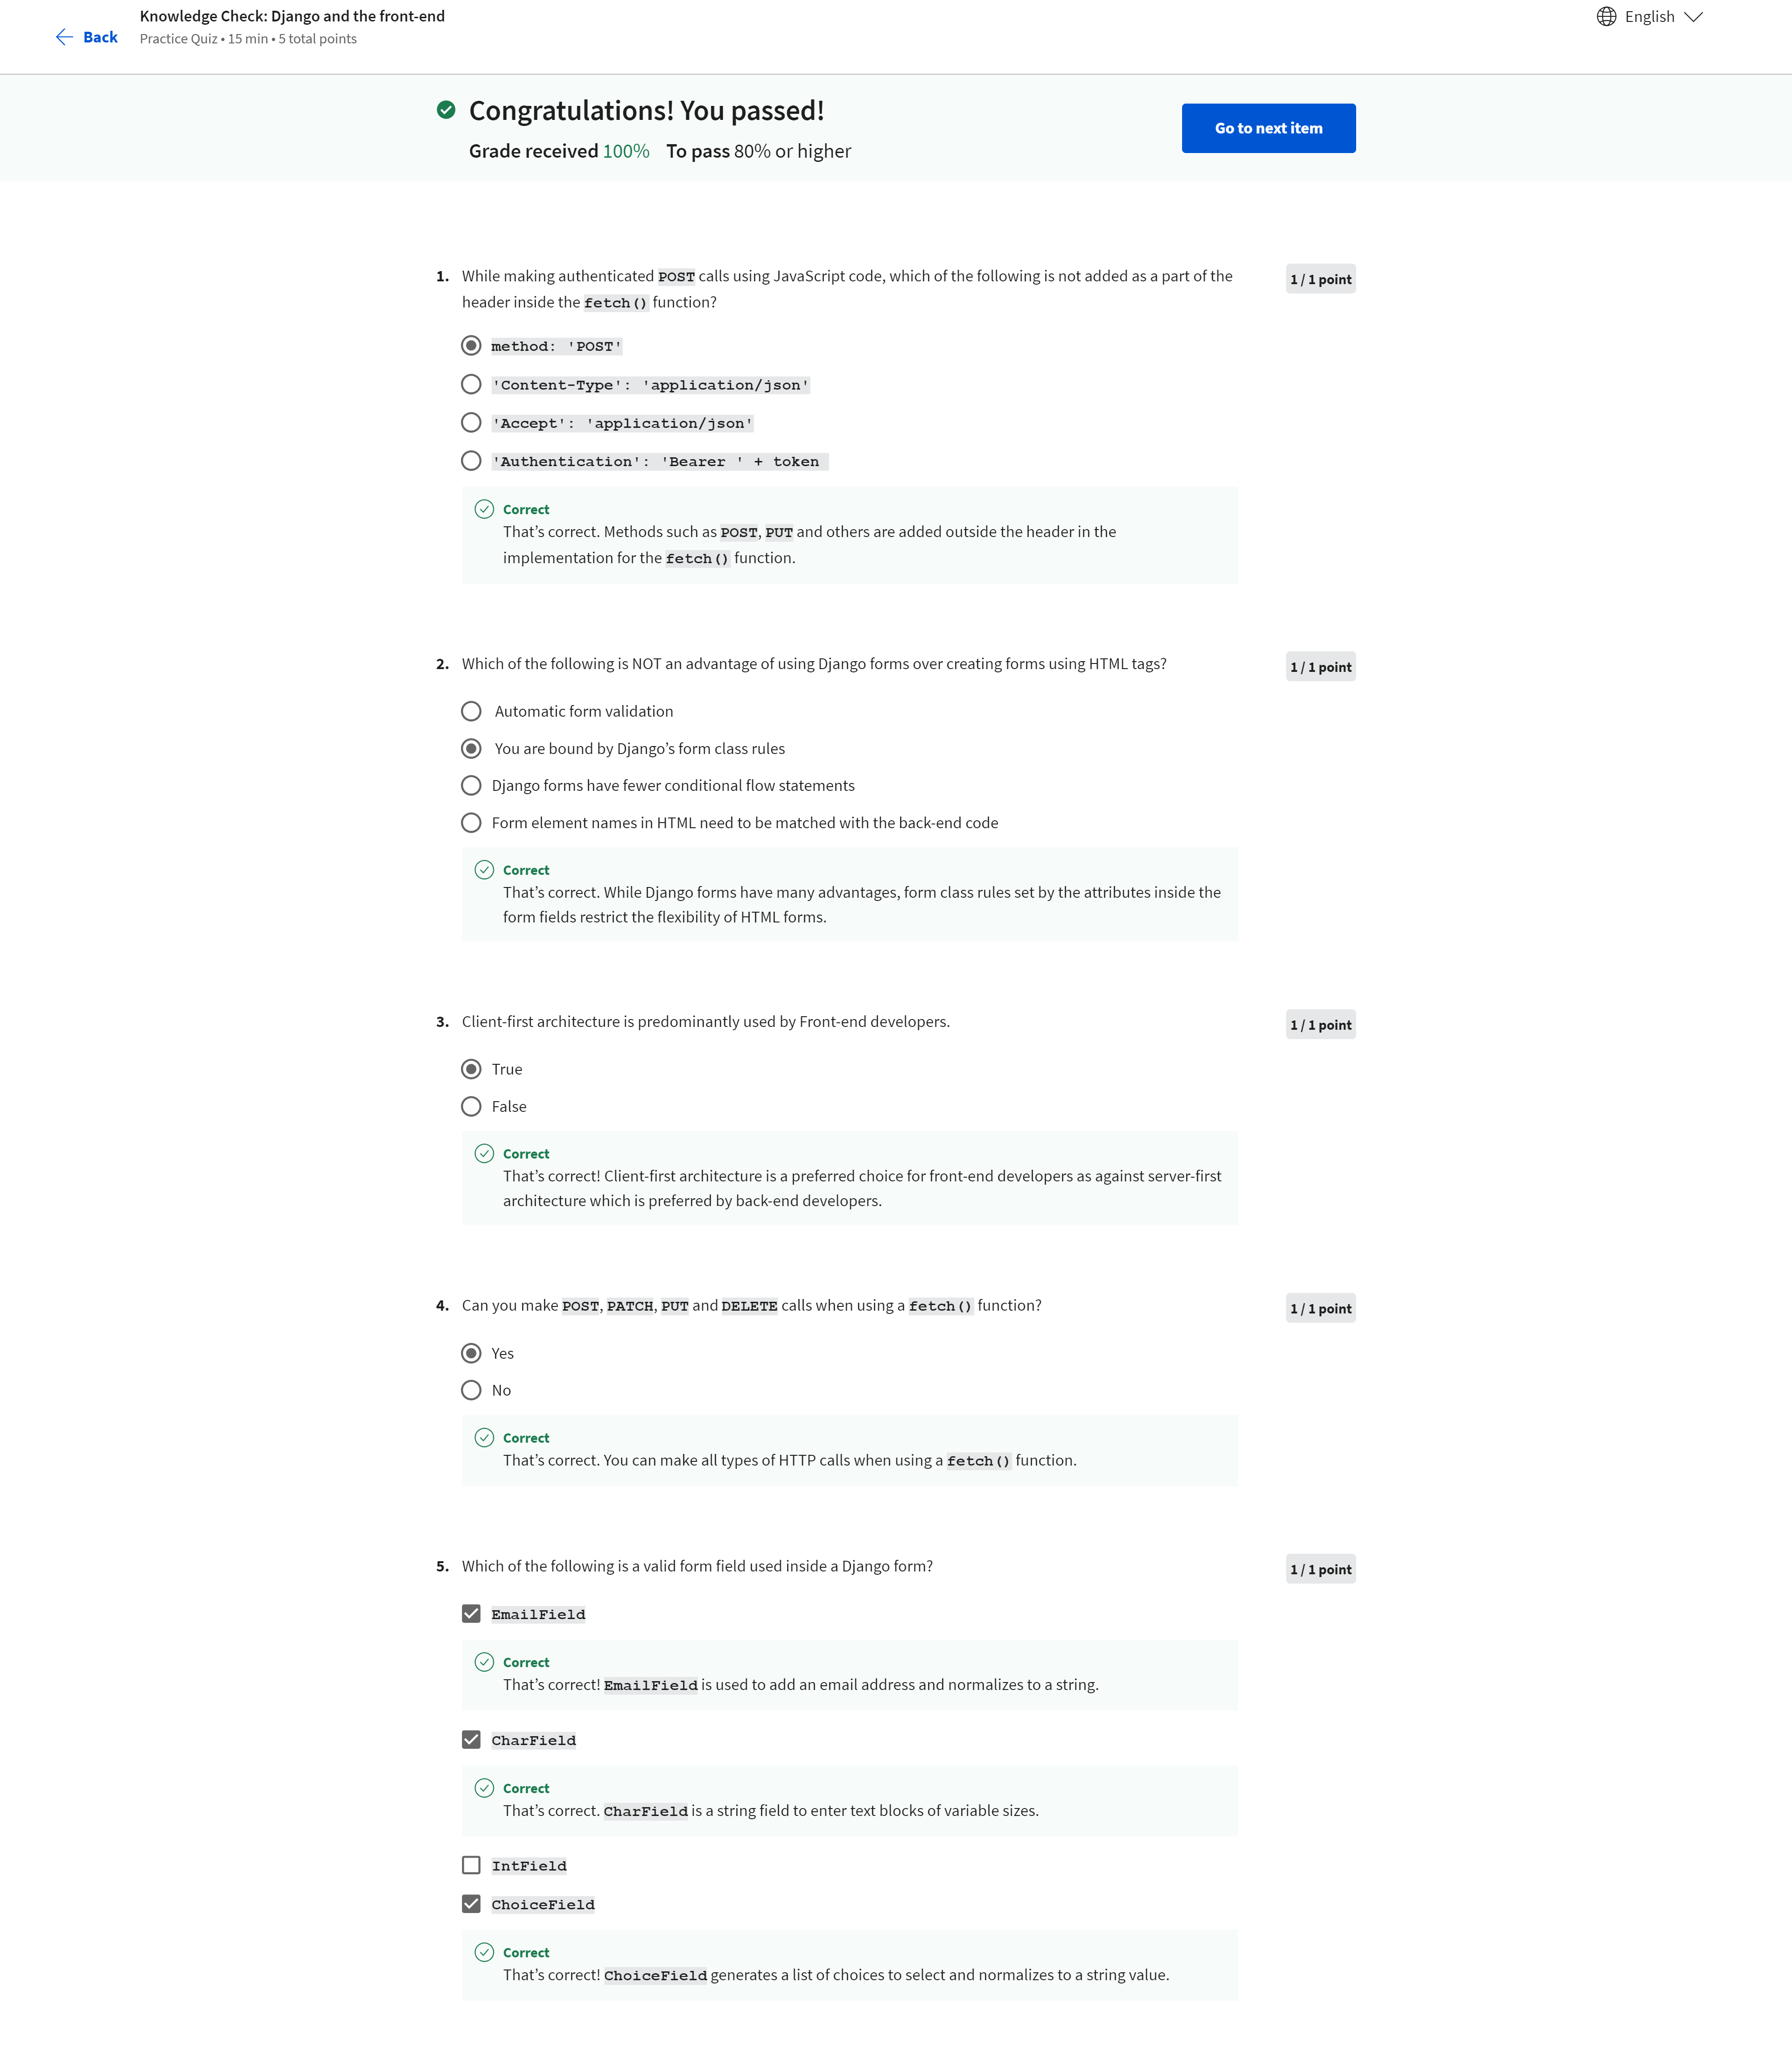 Back
Knowledge Check: Django and the front-end
Practice Quiz • 15 min • 5 total points
English
Congratulations! You passed!
Grade received 100% To pass 80% or higher
Go to next item
1. While making authenticated POST calls using JavaScript code, which of the following is not added as a part of the
header inside the fetch() function?
1 / 1 point
method: 'POST'
'Content-Type': 'application/json'
'Accept': 'application/json'
'Authentication': 'Bearer ' + token
Correct
That’s correct. Methods such as POST, PUT and others are added outside the header in the
implementation for the fetch() function.
2. Which of the following is NOT an advantage of using Django forms over creating forms using HTML tags?
1 / 1 point
Automatic form validation
You are bound by Django’s form class rules
Django forms have fewer conditional flow statements
Form element names in HTML need to be matched with the back-end code
Correct
That’s correct. While Django forms have many advantages, form class rules set by the attributes inside the
form fields restrict the flexibility of HTML forms.
3. Client-first architecture is predominantly used by Front-end developers.
1 / 1 point
True
False
Correct
That’s correct! Client-first architecture is a preferred choice for front-end developers as against server-first
architecture which is preferred by back-end developers.
4. Can you make POST, PATCH, PUT and DELETE calls when using a fetch() function?
1 / 1 point
Yes
No
Correct
That’s correct. You can make all types of HTTP calls when using a fetch() function.
5. Which of the following is a valid form field used inside a Django form?
1 / 1 point
EmailField
Correct
That’s correct! EmailField is used to add an email address and normalizes to a string.
CharField
Correct
That’s correct. CharField is a string field to enter text blocks of variable sizes.
IntField
ChoiceField
Correct
That’s correct! ChoiceField generates a list of choices to select and normalizes to a string value.